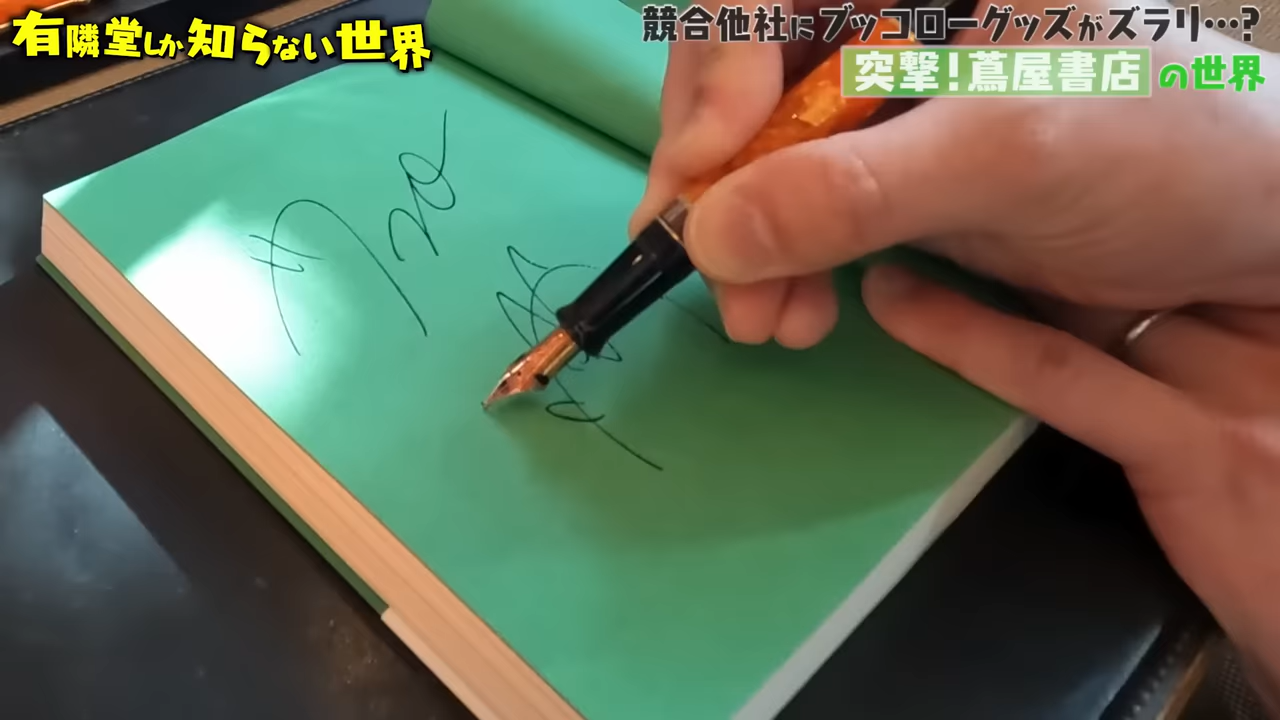 有隣堂しか知らない世界
競合他社にブッコローグッズがズラリ…?
突撃!蔦屋書店の世界